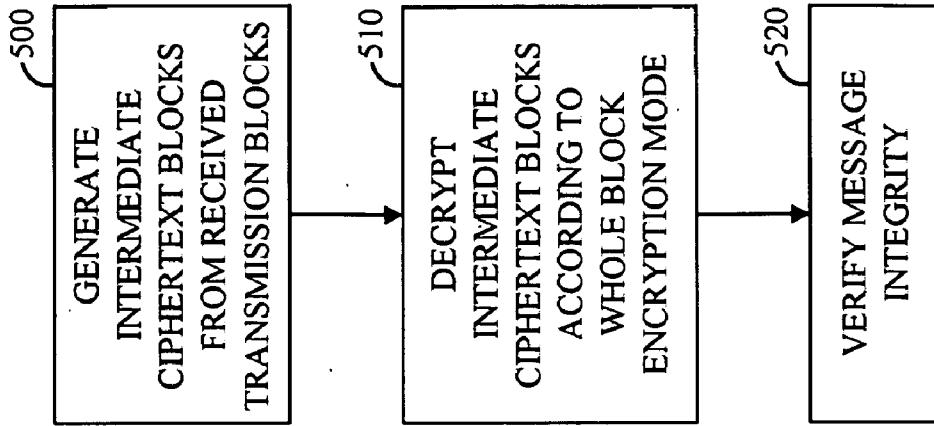 500
GENERATE
INTERMEDIATE
CIPHERTEXT BLOCKS
FROM RECEIVED
TRANSMISSION BLOCKS
510
DECRYPT
INTERMEDIATE
CIPHERTEXT BLOCKS
ACCORDING TO
WHOLE BLOCK
ENCRYPTION MODE
520
VERIFY MESSAGE
INTEGRITY